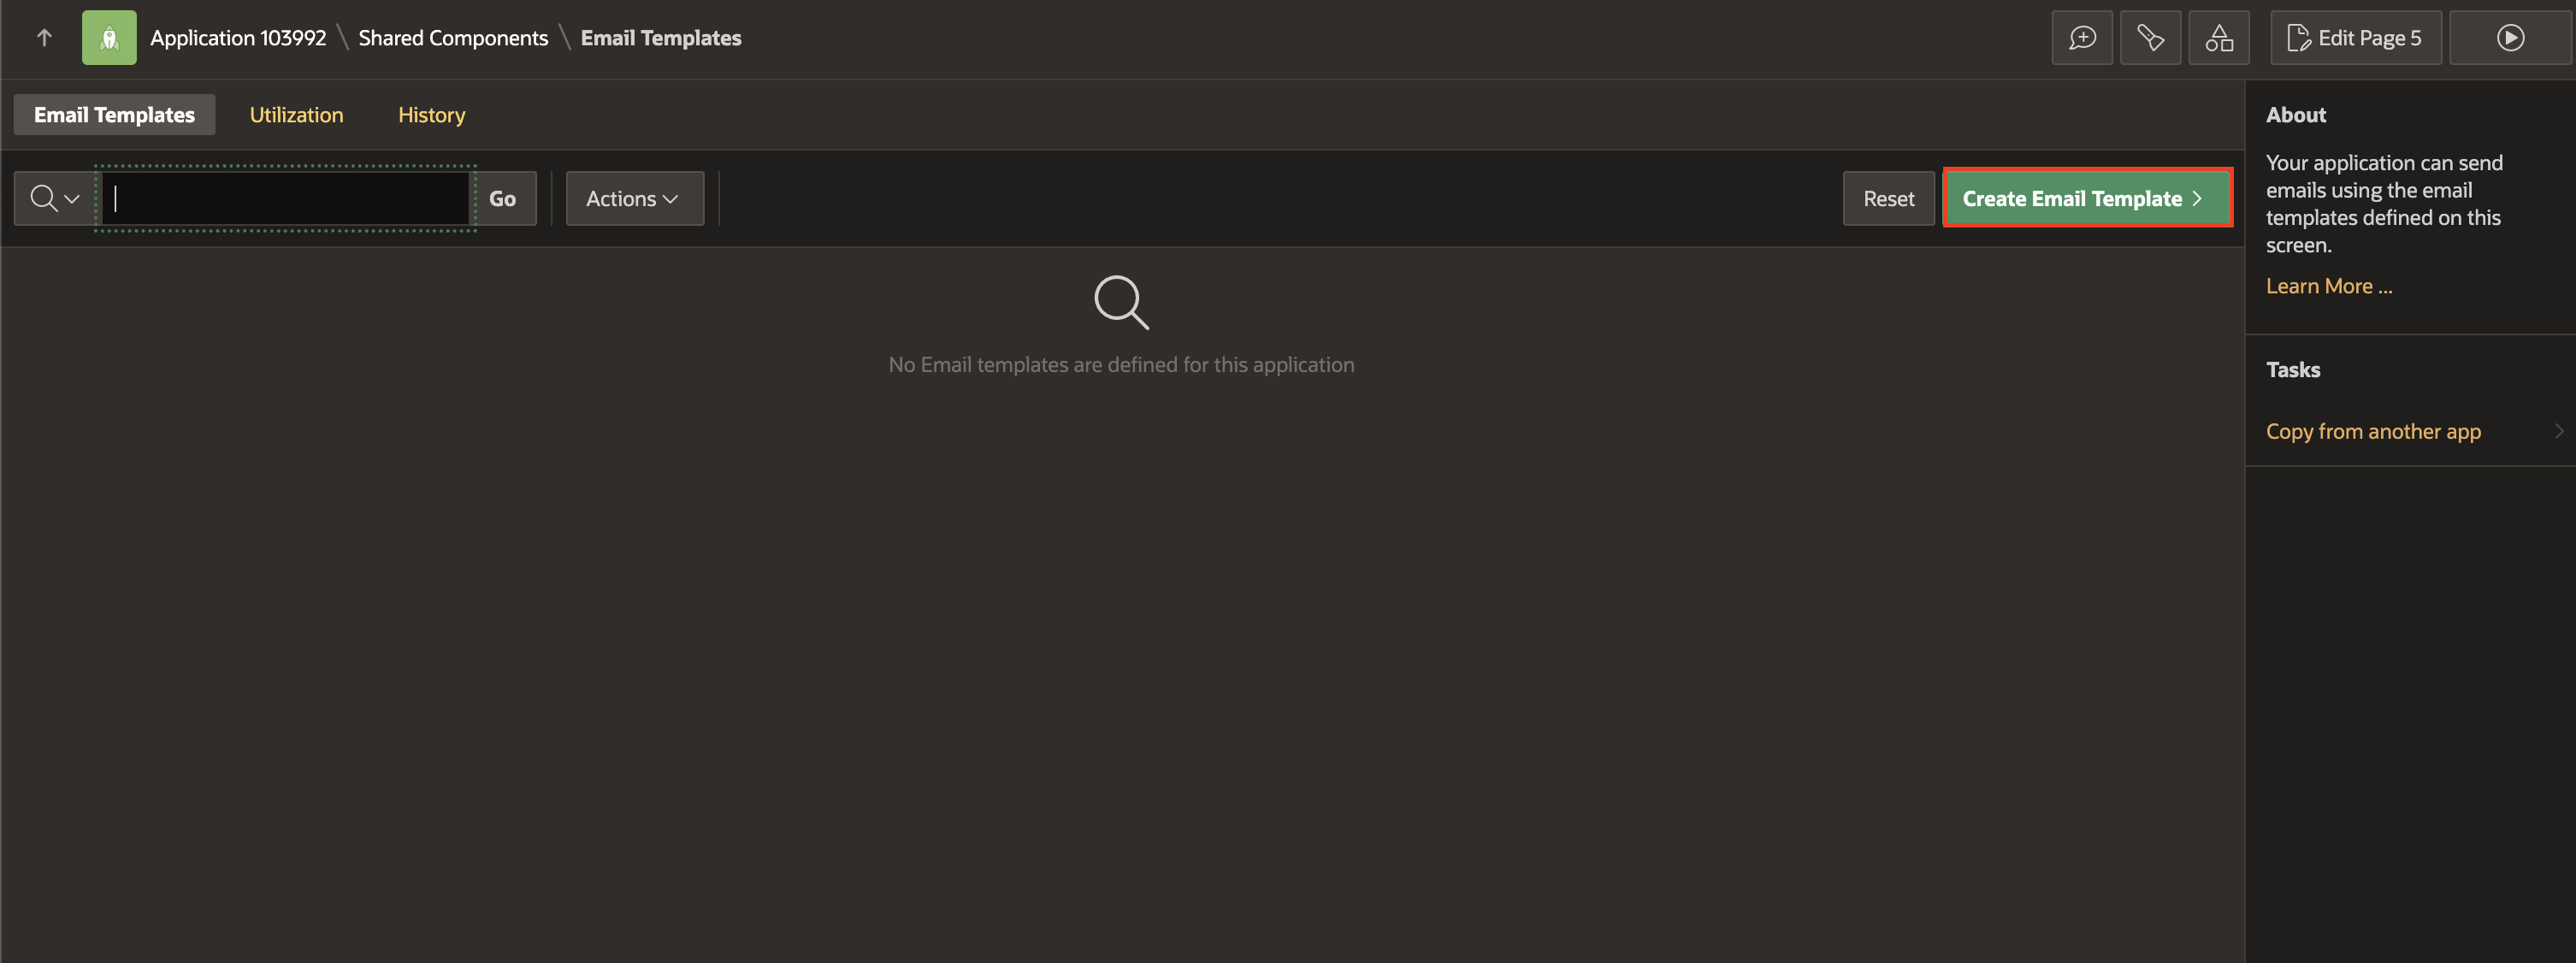 Application 103992 \ Shared Components \ Email Templates
Edit Page 5
Email Templates Utilization History
Go Actions Reset Create Email Template
No Email templates are defined for this application
About
Your application can send
emails using the email
templates defined on this
screen.
Learn More ...
Tasks
Copy from another app